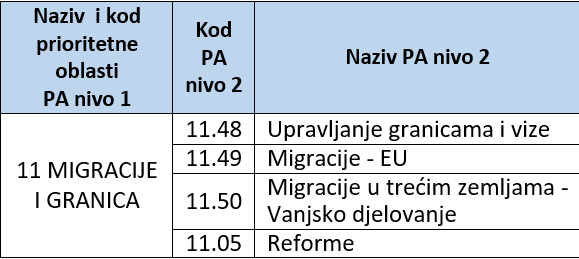 Naziv i kod
prioritetne
oblasti
PA nivo 1
Kod
PA
nivo 2
Naziv PA nivo 2
11 MIGRACIJE
I GRANICA
11.48 Upravljanje granicama i vize
11.49 Migracije - EU
11.50 Migracije u trećim zemljama -
Vanjsko djelovanje
11.05 Reforme